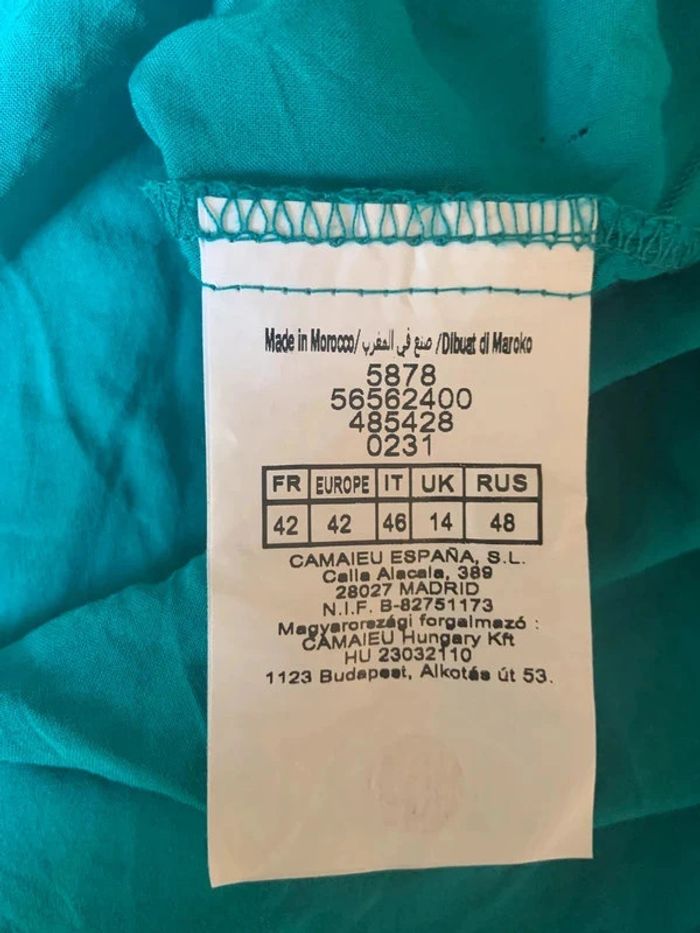 Made in Morocco/ صنع في المغرب /Dibuat di Maroko
5878
56562400
485428
0231
FR EUROPE IT UK RUS
42 42 46 14 48
CAMAIEU ESPAÑA, S.L.
Calla Alacala, 389
28027 MADRID
N.I.F. B-82751173
Magyarországi forgalmazó :
CAMAIEU Hungary Kft
HU 23032110
1123 Budapest, Alkotás út 53.